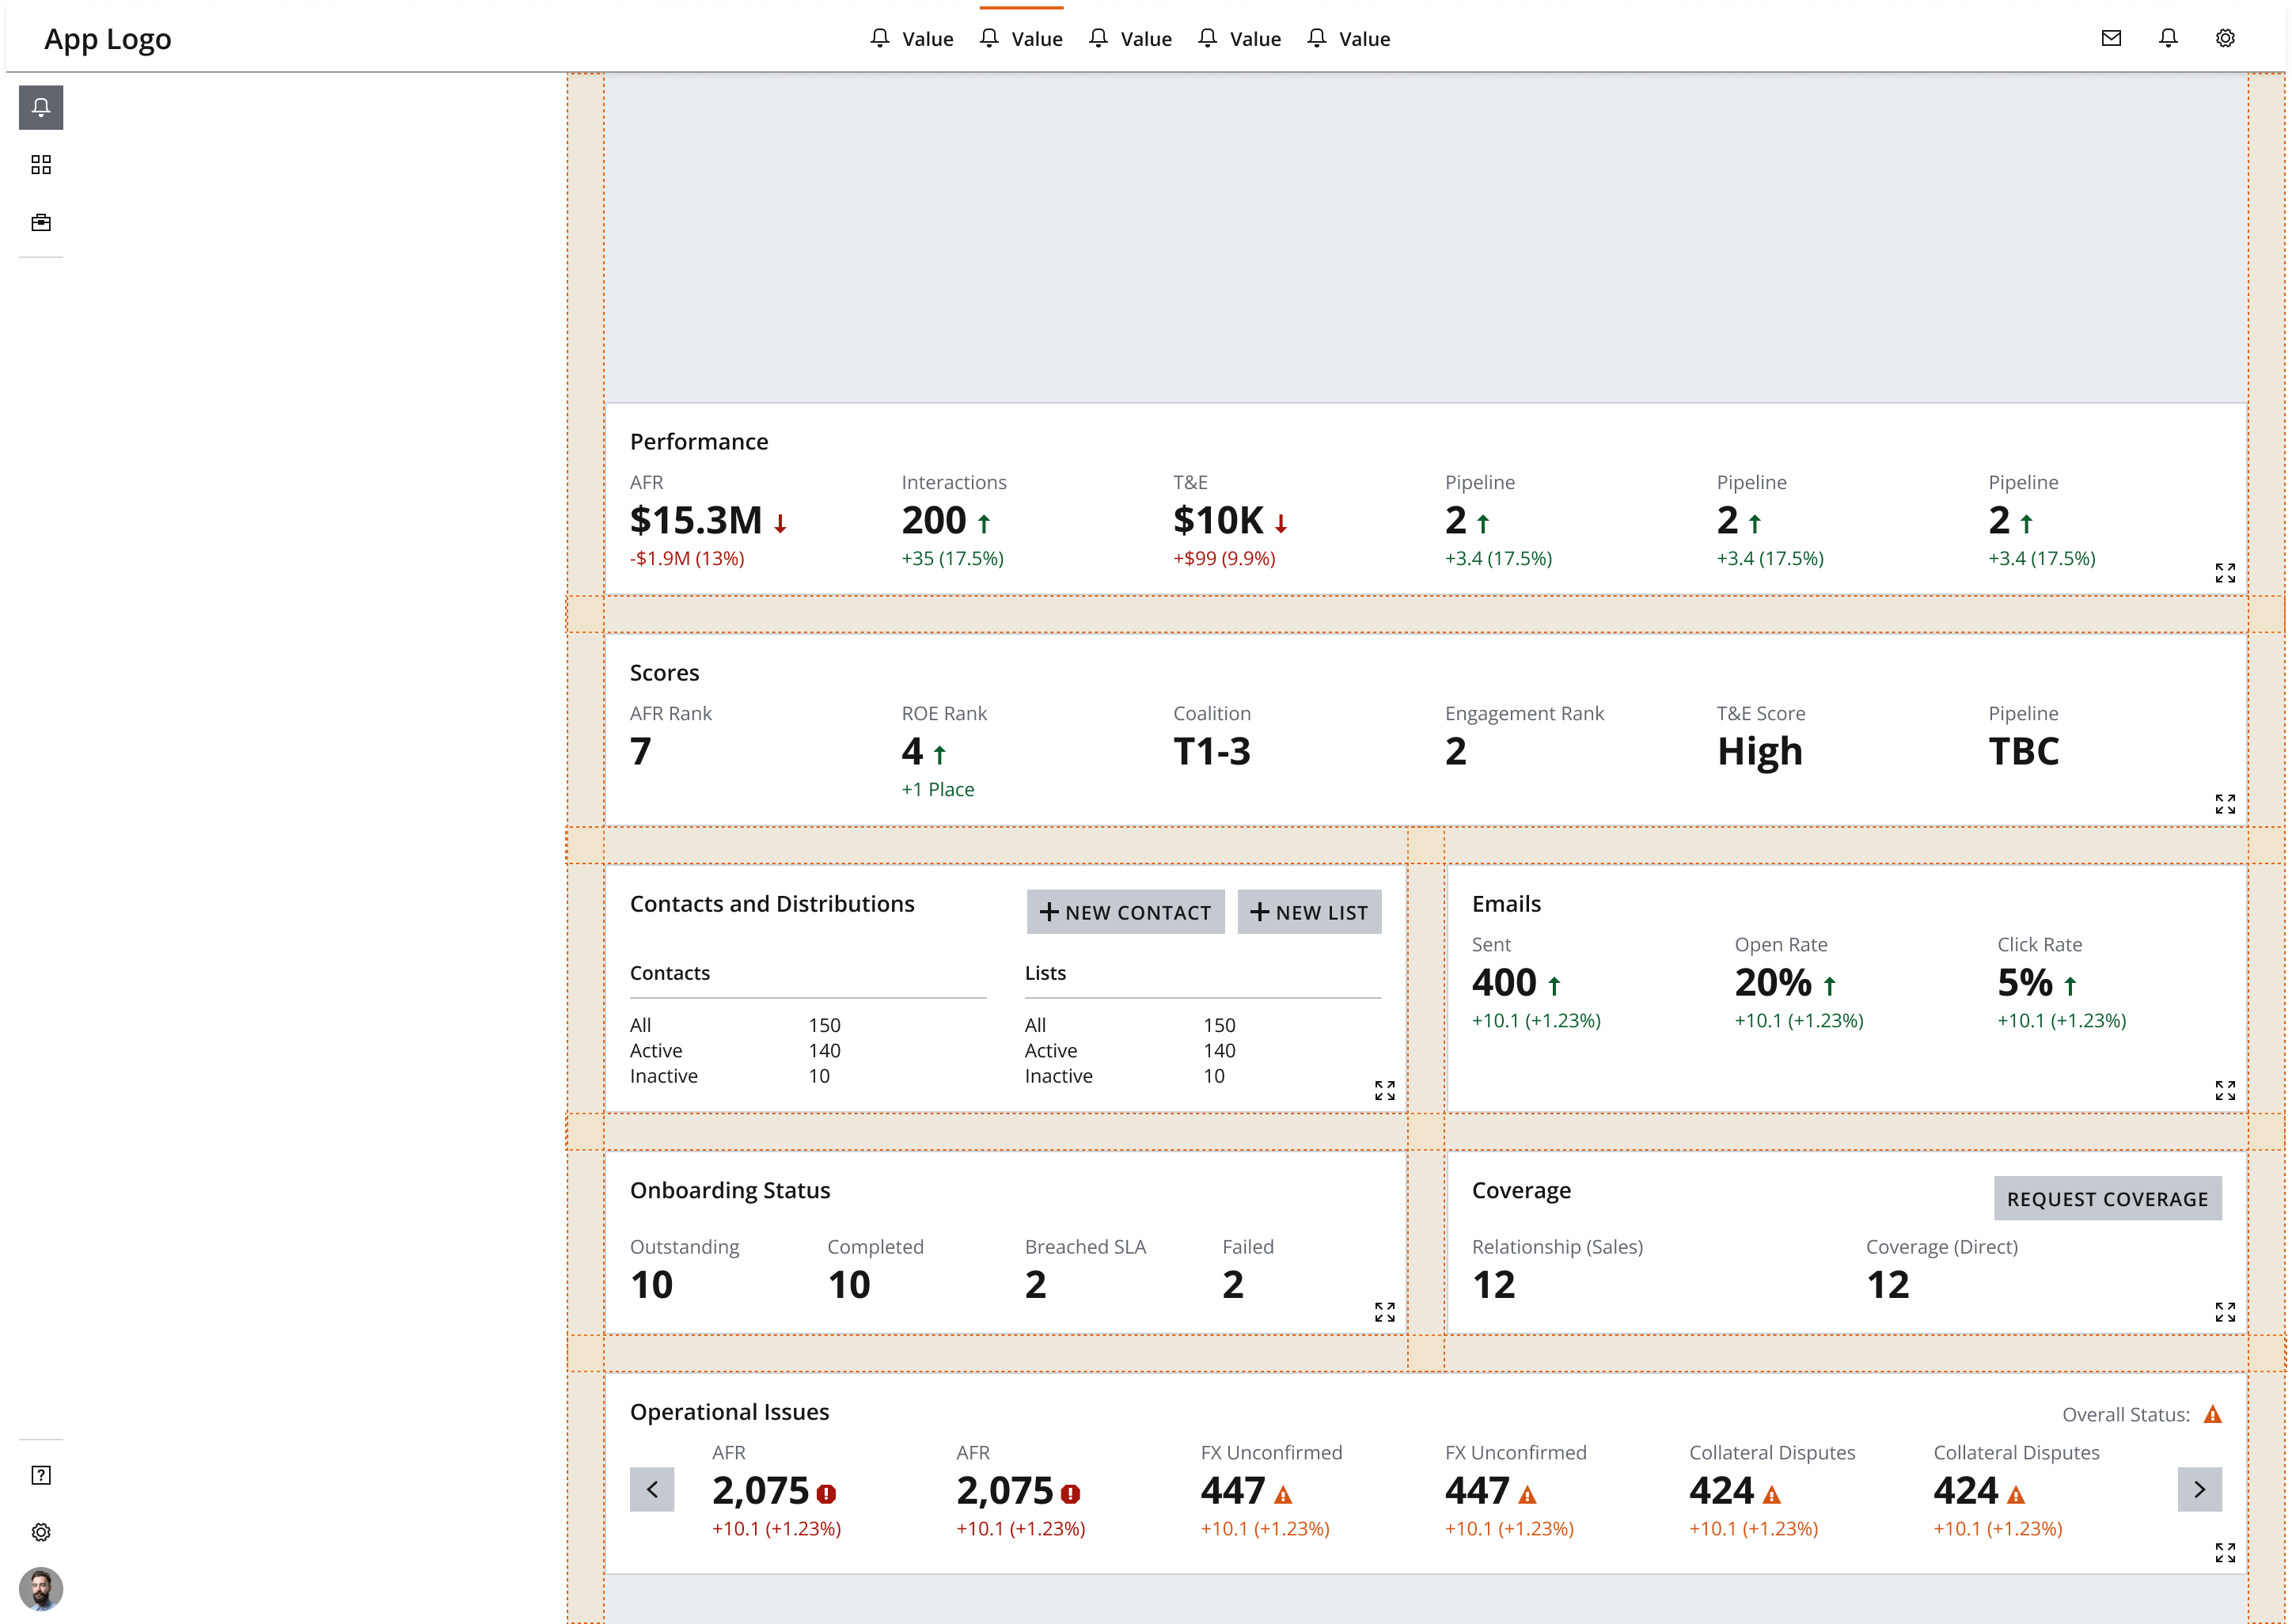 App Logo
Value Value Value Value Value
Performance
AFR Interactions T&E Pipeline Pipeline Pipeline
$15.3M 200 $10K 2 2 2
-$1.9M (13%) +35 (17.5%) +$99 (9.9%) +3.4 (17.5%) +3.4 (17.5%) +3.4 (17.5%)
Scores
AFR Rank ROE Rank Coalition Engagement Rank T&E Score Pipeline
7 4 T1-3 2 High TBC
+1 Place
Contacts and Distributions
NEW CONTACT NEW LIST
Contacts Lists
All 150 All 150
Active 140 Active 140
Inactive 10 Inactive 10
Emails
Sent Open Rate Click Rate
400 20% 5%
+10.1 (+1.23%) +10.1 (+1.23%) +10.1 (+1.23%)
Onboarding Status
Outstanding Completed Breached SLA Failed
10 10 2 2
Coverage
REQUEST COVERAGE
Relationship (Sales) Coverage (Direct)
12 12
Operational Issues
Overall Status:
AFR AFR FX Unconfirmed FX Unconfirmed Collateral Disputes Collateral Disputes
2,075 2,075 447 447 424 424
+10.1 (+1.23%) +10.1 (+1.23%) +10.1 (+1.23%) +10.1 (+1.23%) +10.1 (+1.23%) +10.1 (+1.23%)